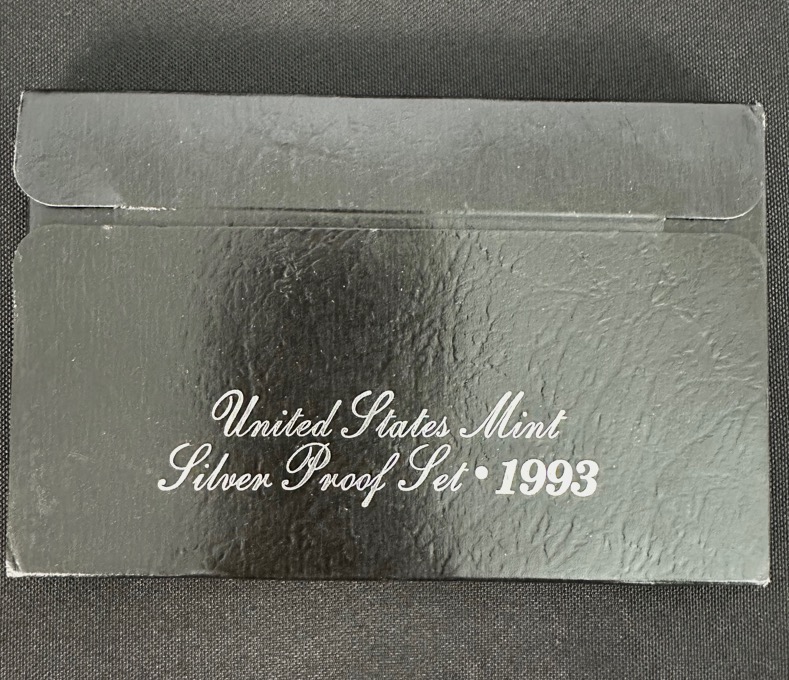 United States Mint
Silver Proof Set • 1993